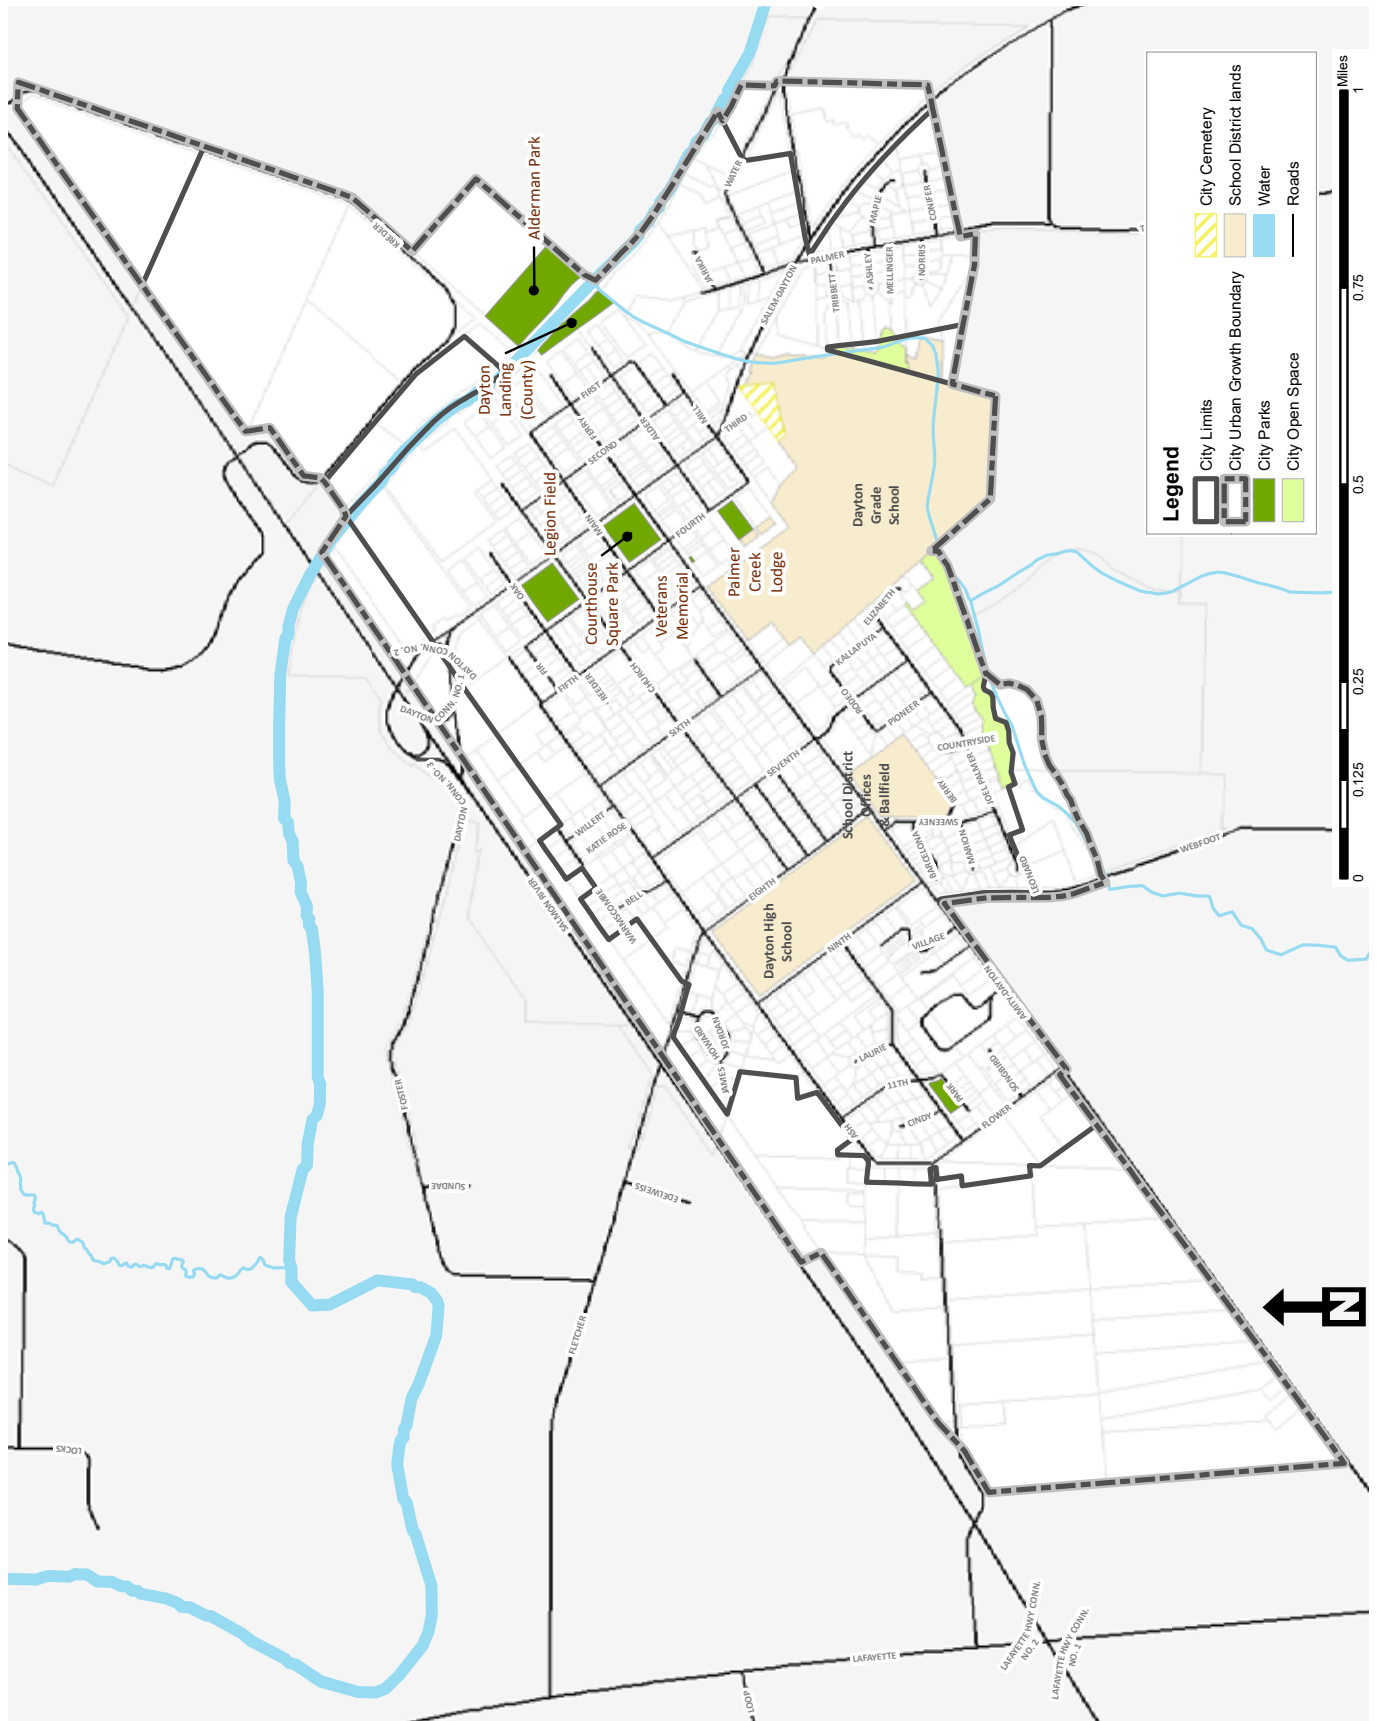 Alderman Park
Dayton
Landing
(County)
Legion Field
Courthouse
Square Park
Veterans
Memorial
Palmer
Creek
Lodge
Dayton
Grade
School
School District
Offices
& Ballfield
Dayton High
School
KREDER
WATER
JARIKA
PALMER
SALEM-DAYTON
MAPLE
CONIFER
TRIBBETT
ASHLEY
MELLINGER
NORRIS
FIRST
FERRY
SECOND
ALDER
MILL
THIRD
MAIN
FOURTH
OAK
FIR
FIFTH
REEDER
CHURCH
SIXTH
SEVENTH
EIGHTH
NINTH
11TH
ELIZABETH
KALLAPUYA
RODEO
PIONEER
COUNTRYSIDE
JOEL PALMER
BERRY
SWEENEY
MARION
BARCELONA
LEONARD
WEBFOOT
DAYTON CONN. NO. 2
DAYTON CONN. NO. 1
DAYTON
CONN. NO. 3
WILLERT
KATIE ROSE
WARMSCOMBE
BELL
SALMON RIVER
HOWARD
JORDAN
JAMES
VILLAGE
AMITY-DAYTON
LAURIE
CINDY
PARK
SONGBIRD
FLOWER
ASH
FOSTER
SUNDAE
EDELWEISS
FLETCHER
LOCKS
LAFAYETTE
LOOP
LAFAYETTE HWY CONN.
NO. 2
LAFAYETTE HWY CONN.
NO. 1
Legend
City Limits
City Urban Growth Boundary
City Parks
City Open Space
City Cemetery
School District lands
Water
Roads
0
0.125
0.25
0.5
0.75
1
Miles
N